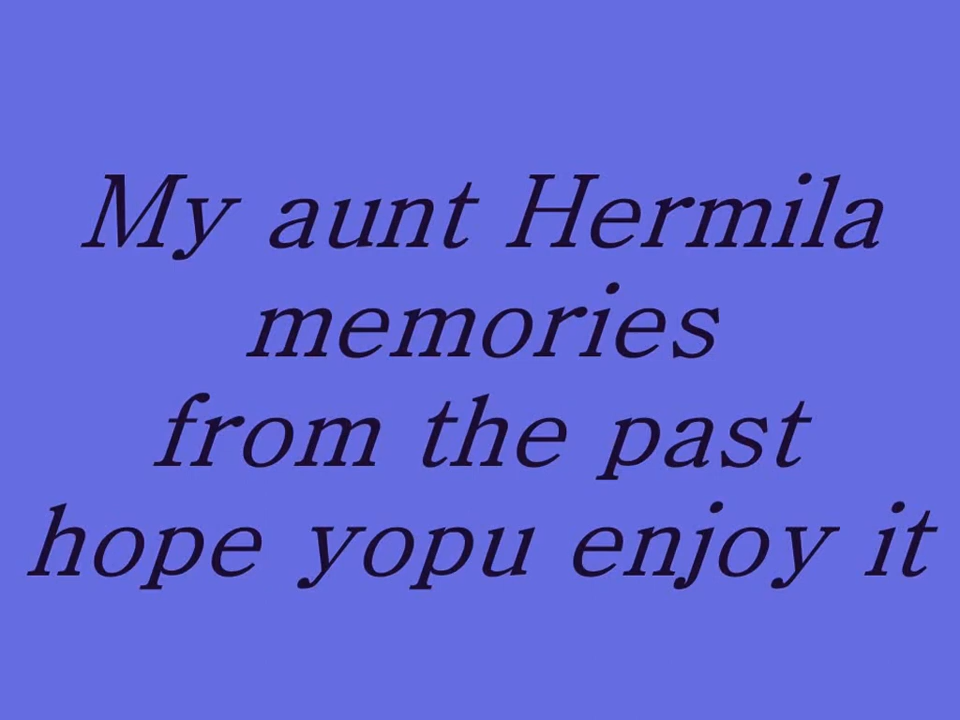 My aunt Hermila
memories
from the past
hope yopu enjoy it